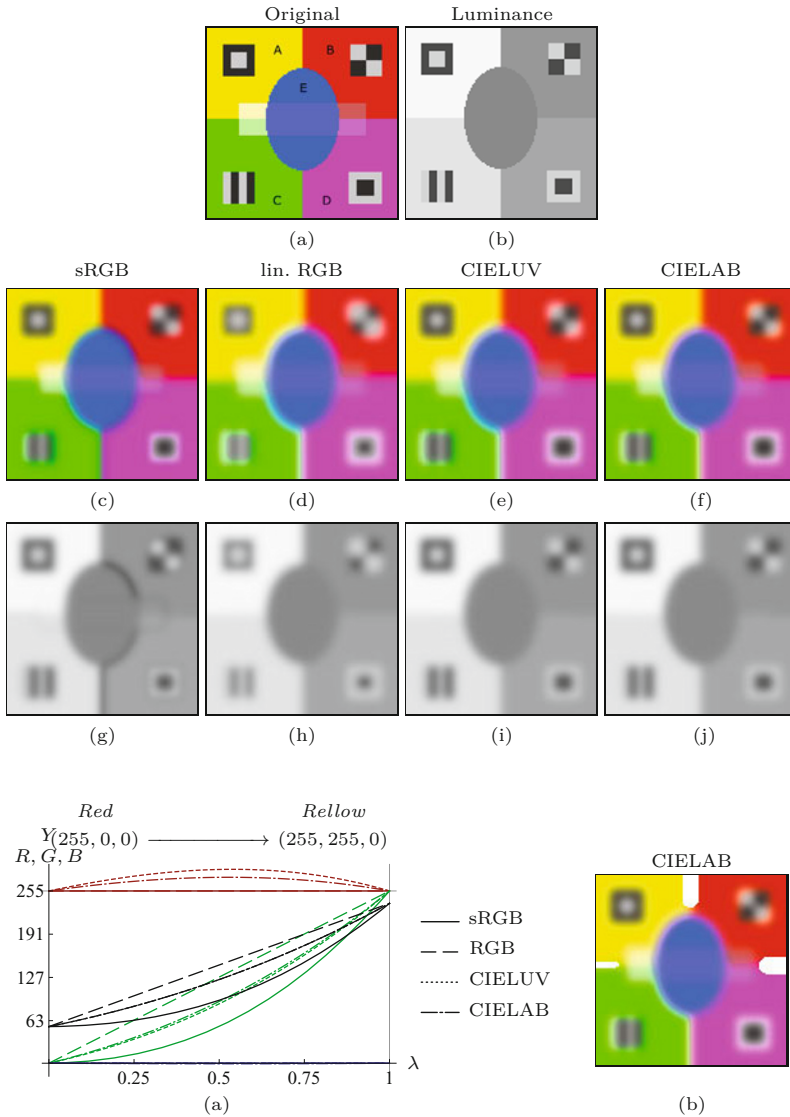 Original Luminance
A B
E
C D
(a) (b)
sRGB lin. RGB CIELUV CIELAB
(c) (d) (e) (f)
(g) (h) (i) (j)
Red Rellow
Y (255, 0, 0) (255, 255, 0)
R, G, B
CIELAB
255
191
127
63
sRGB
RGB
CIELUV
CIELAB
0.25 0.5 0.75 1 λ
(a) (b)